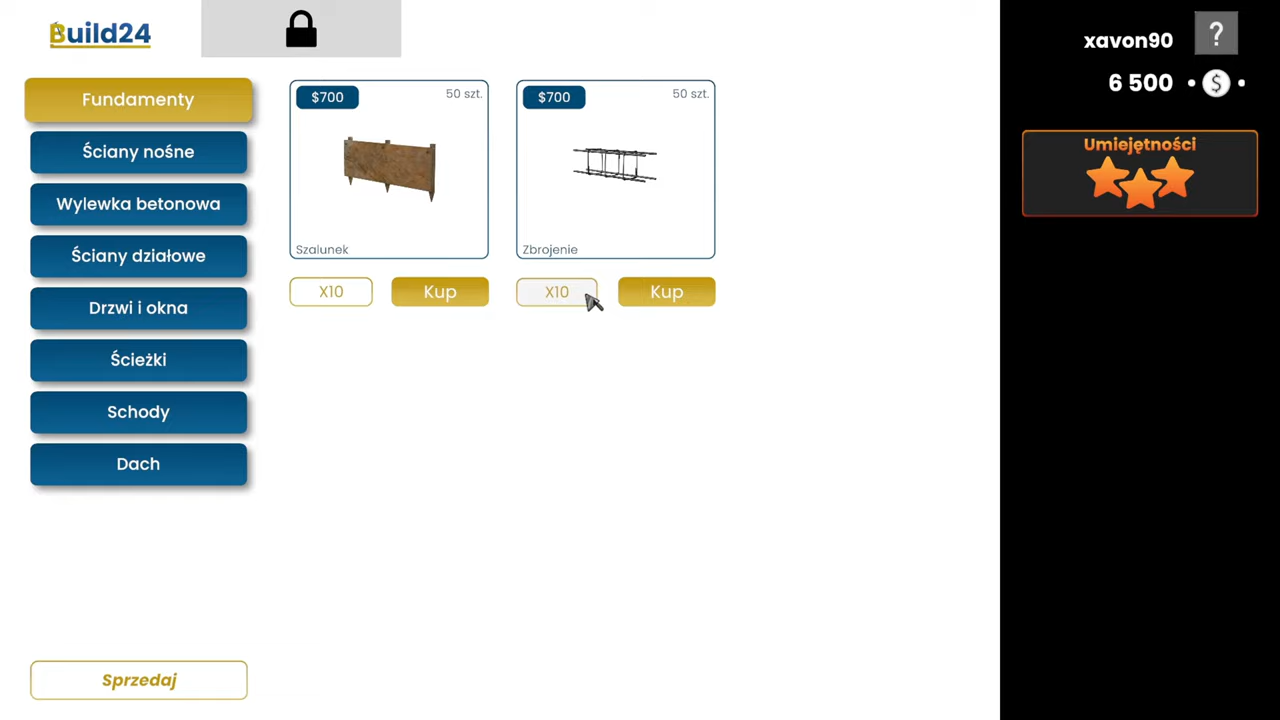 Build24
xavon90
?
6 500
$
Umiejętności
Fundamenty
Ściany nośne
Wylewka betonowa
Ściany działowe
Drzwi i okna
Ścieżki
Schody
Dach
Sprzedaj
$700
50 szt.
Szalunek
X10
Kup
$700
50 szt.
Zbrojenie
X10
Kup